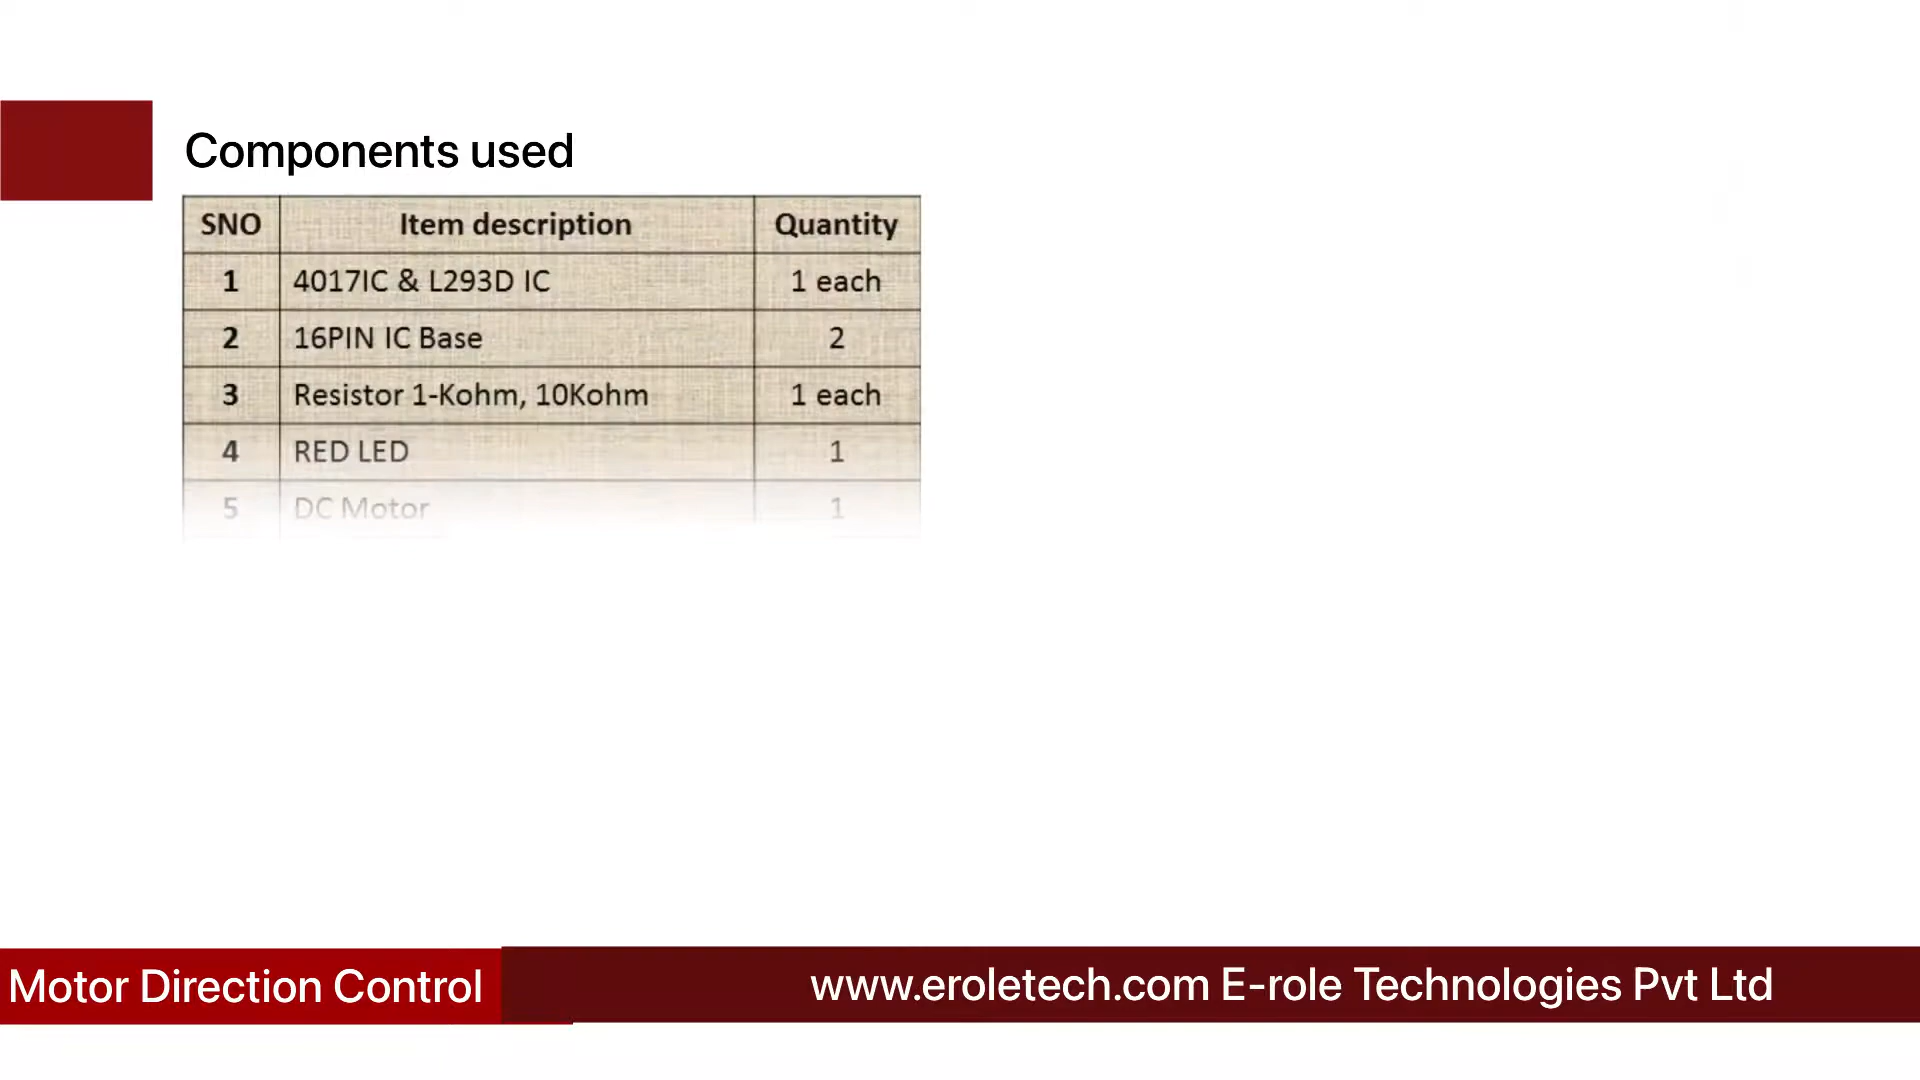 Components used
SNO Item description Quantity
1 4017IC & L293D IC 1 each
2 16PIN IC Base 2
3 Resistor 1-Kohm, 10Kohm 1 each
4 RED LED 1
5 DC Motor 1
Motor Direction Control www.eroletech.com E-role Technologies Pvt Ltd